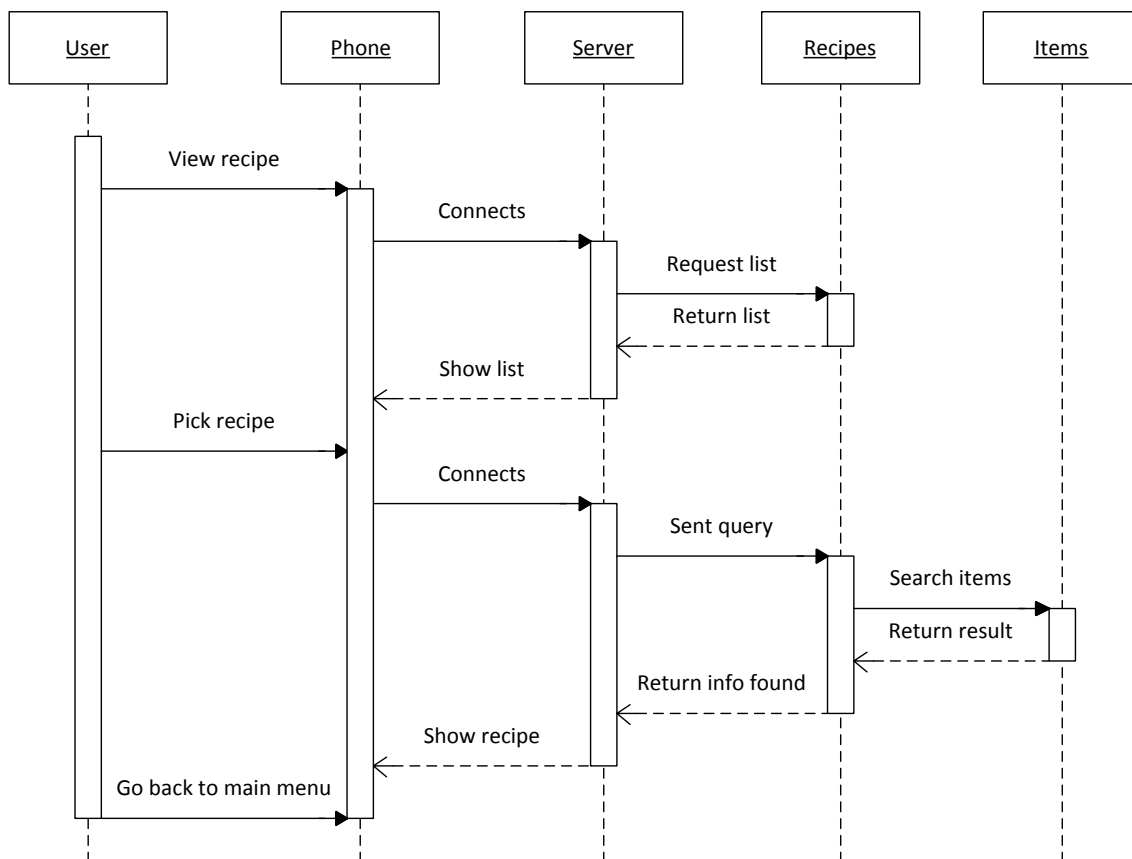 User
Phone
Server
Recipes
Items
View recipe
Connects
Request list
Return list
Show list
Pick recipe
Connects
Sent query
Search items
Return result
Return info found
Show recipe
Go back to main menu